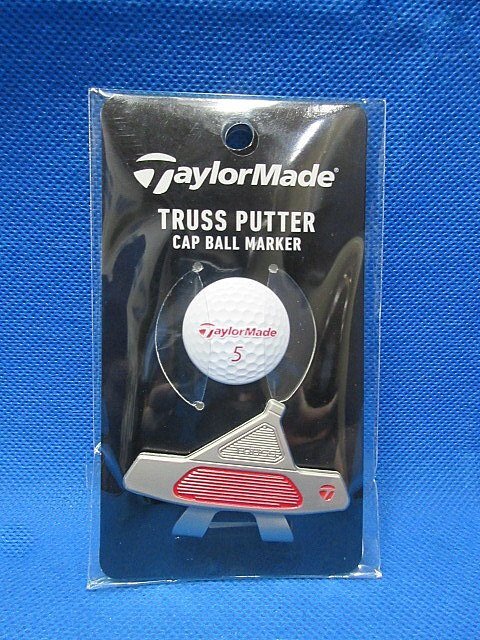 TaylorMade®
TRUSS PUTTER
CAP BALL MARKER
TaylorMade
5